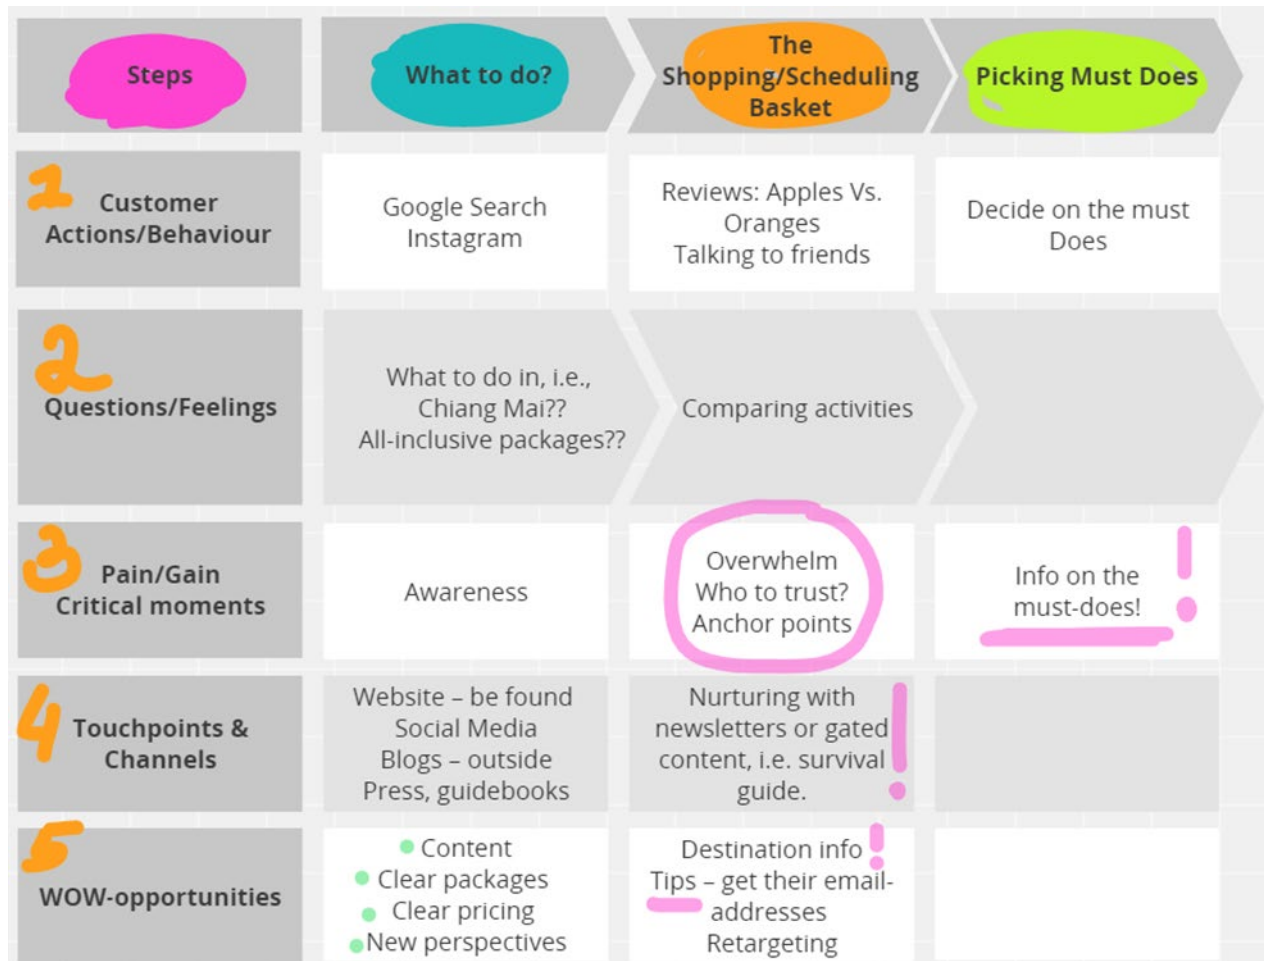 Steps
What to do?
The
Shopping/Scheduling
Basket
Picking Must Does
1
Customer
Actions/Behaviour
Google Search
Instagram
Reviews: Apples Vs.
Oranges
Talking to friends
Decide on the must
Does
2
Questions/Feelings
What to do in, i.e.,
Chiang Mai??
All-inclusive packages??
Comparing activities
3
Pain/Gain
Critical moments
Awareness
Overwhelm
Who to trust?
Anchor points
Info on the
must-does!
!
4
Touchpoints &
Channels
Website – be found
Social Media
Blogs – outside
Press, guidebooks
Nurturing with
newsletters or gated
content, i.e. survival
guide.
!
5
WOW-opportunities
Content
Clear packages
Clear pricing
New perspectives
Destination info
!
Tips – get their email-
addresses
Retargeting